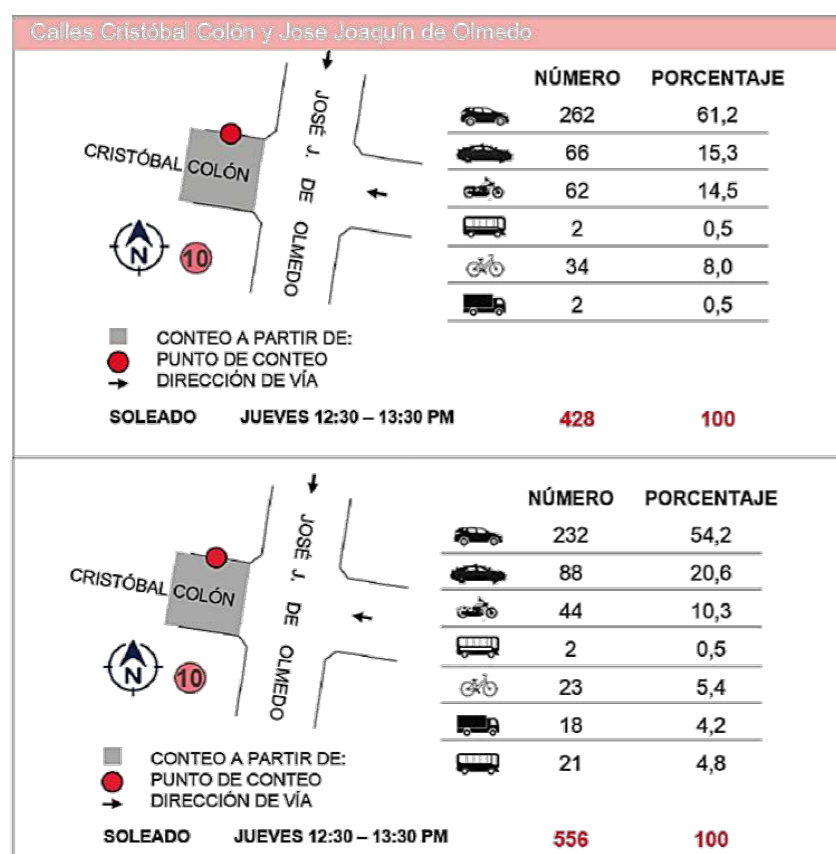 Calles Cristóbal Colón y Jose Joaquín de Olmedo
NÚMERO PORCENTAJE
JOSÉ J. DE OLMEDO
262 61,2
CRISTÓBAL COLÓN
66 15,3
62 14,5
2 0,5
N 10
34 8,0
2 0,5
CONTEO A PARTIR DE:
PUNTO DE CONTEO
DIRECCIÓN DE VÍA
SOLEADO JUEVES 12:30 – 13:30 PM 428 100
NÚMERO PORCENTAJE
JOSÉ J. DE OLMEDO
232 54,2
CRISTÓBAL COLÓN
88 20,6
44 10,3
2 0,5
N 10
23 5,4
18 4,2
21 4,8
CONTEO A PARTIR DE:
PUNTO DE CONTEO
DIRECCIÓN DE VÍA
SOLEADO JUEVES 12:30 – 13:30 PM 556 100